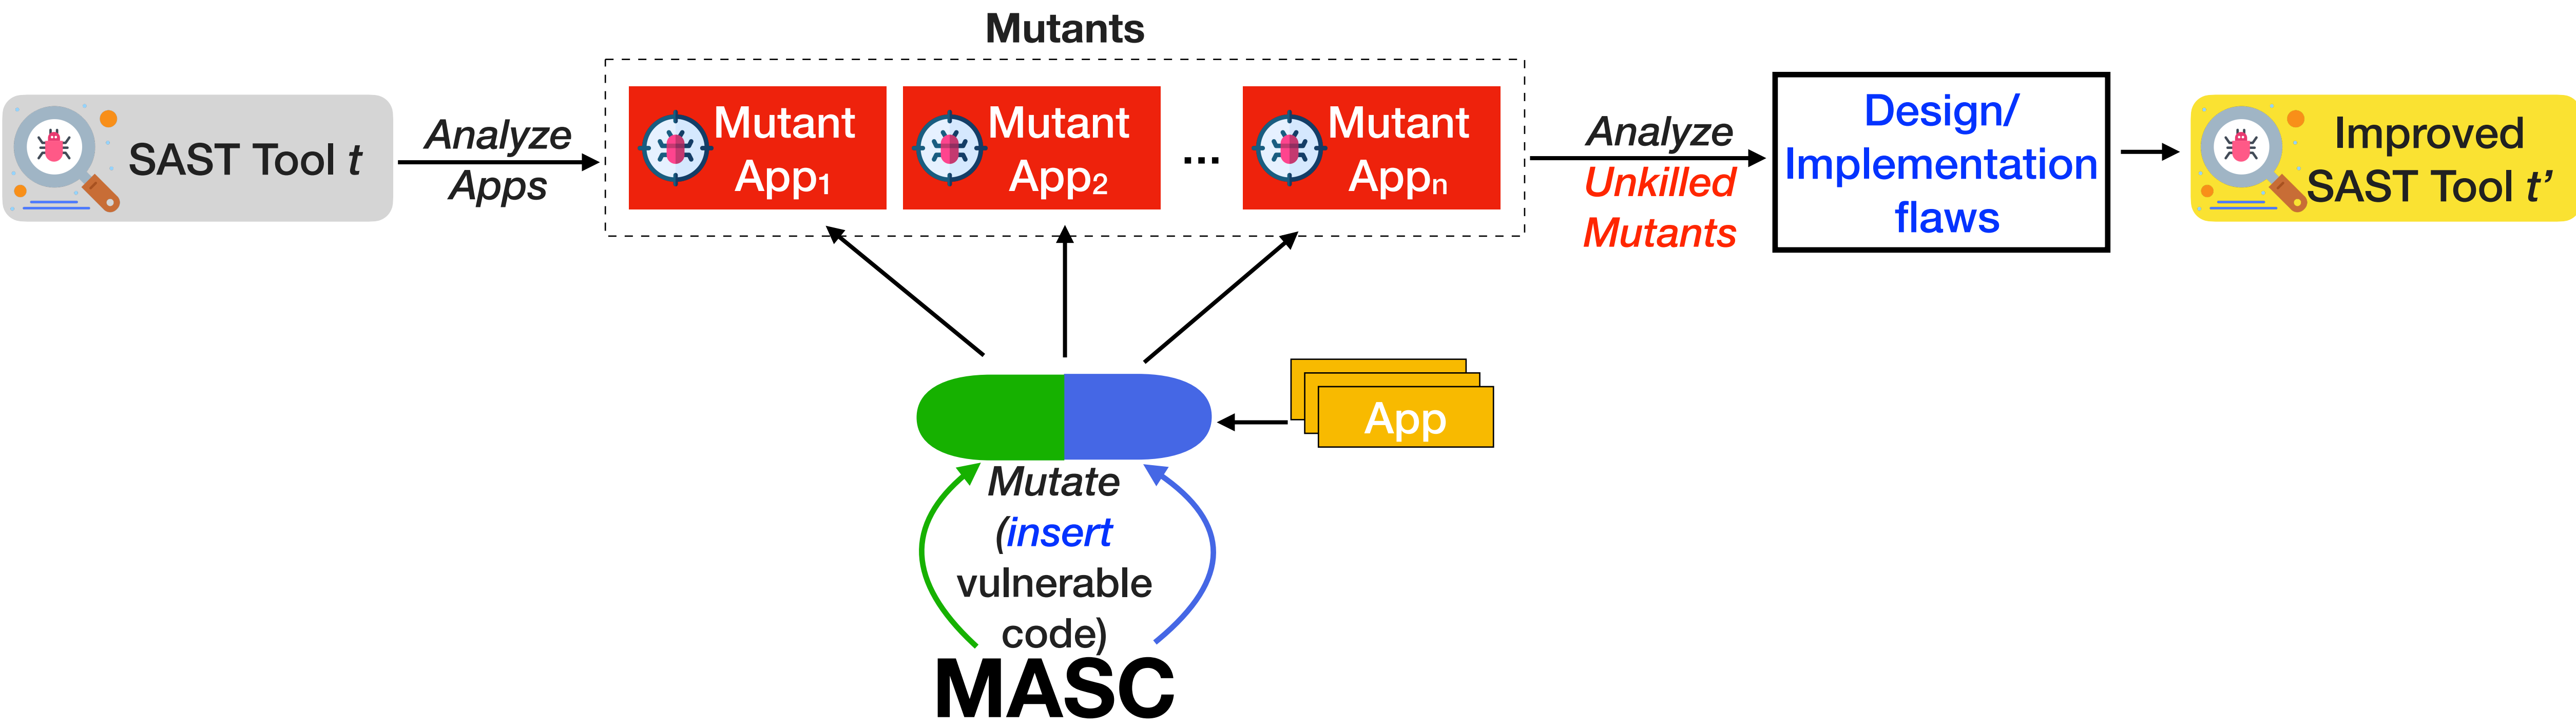 Mutants
SAST Tool t
Analyze
Apps
Mutant
App1
Mutant
App2
...
Mutant
Appn
Analyze
Unkilled
Mutants
Design/
Implementation
flaws
Improved
SAST Tool t’
App
Mutate
(insert
vulnerable
code)
MASC